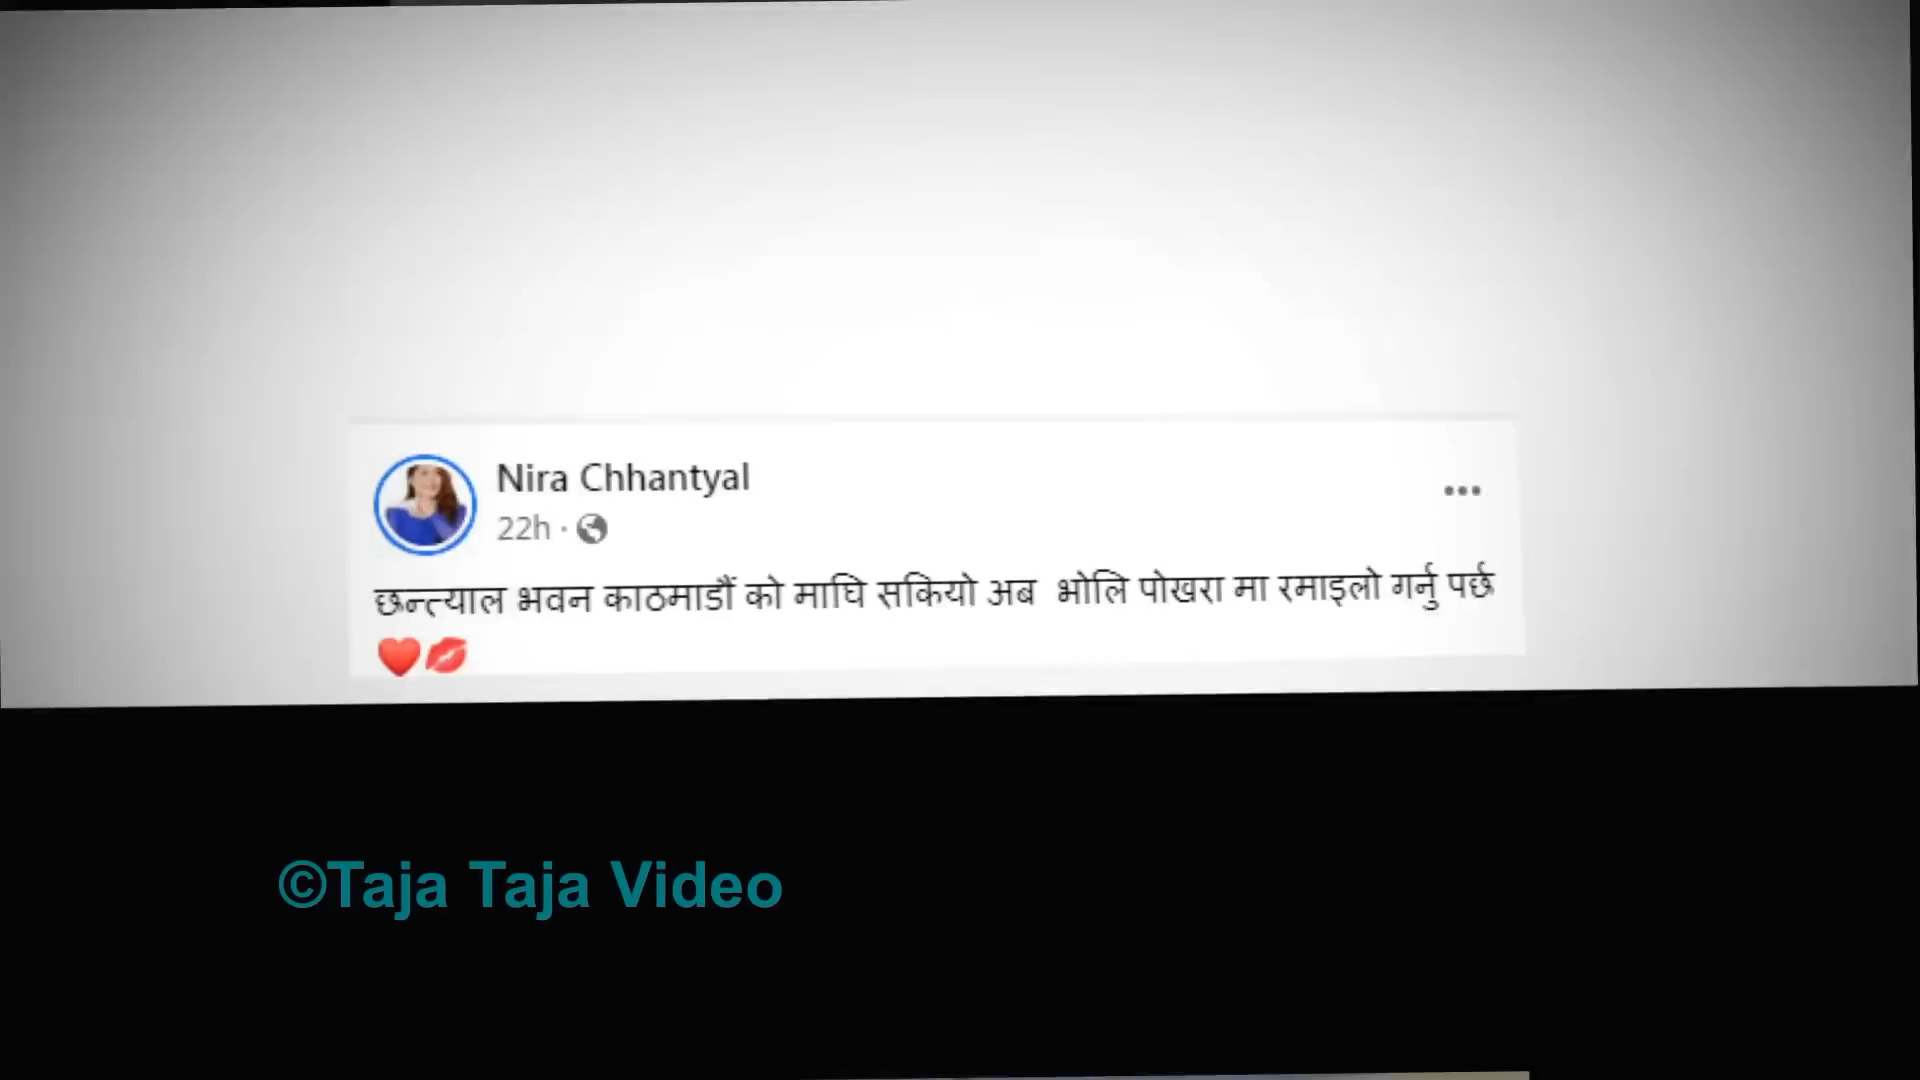 Nira Chhantyal
22h ·
छन्त्याल भवन काठमाडौं को माघि सकियो अब भोलि पोखरा मा रमाइलो गर्नु पर्छ
❤️💋
©Taja Taja Video